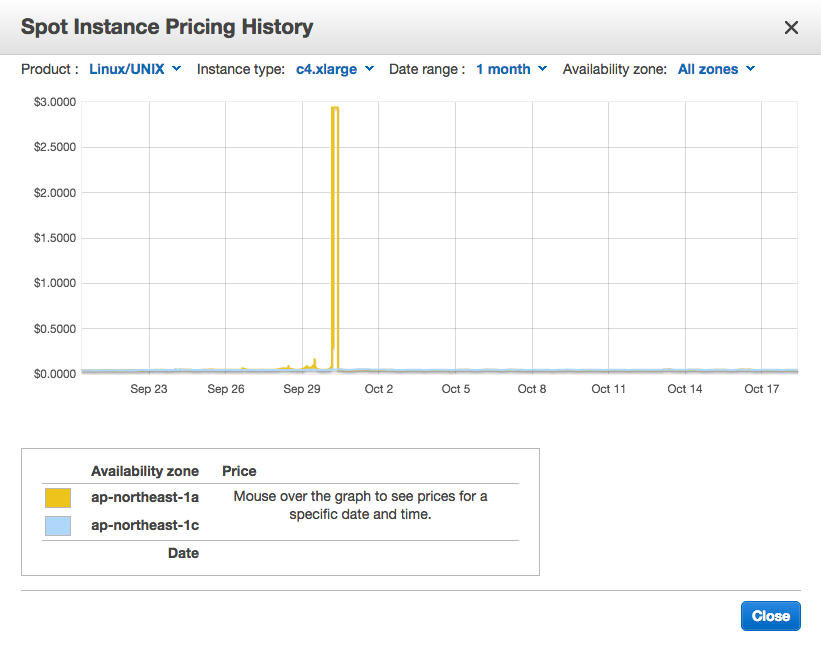 Spot Instance Pricing History
Product : Linux/UNIX Instance type: c4.xlarge Date range : 1 month Availability zone: All zones
$3.0000
$2.5000
$2.0000
$1.5000
$1.0000
$0.5000
$0.0000
Sep 23 Sep 26 Sep 29 Oct 2 Oct 5 Oct 8 Oct 11 Oct 14 Oct 17
Availability zone Price
ap-northeast-1a Mouse over the graph to see prices for a
specific date and time.
ap-northeast-1c
Date
Close